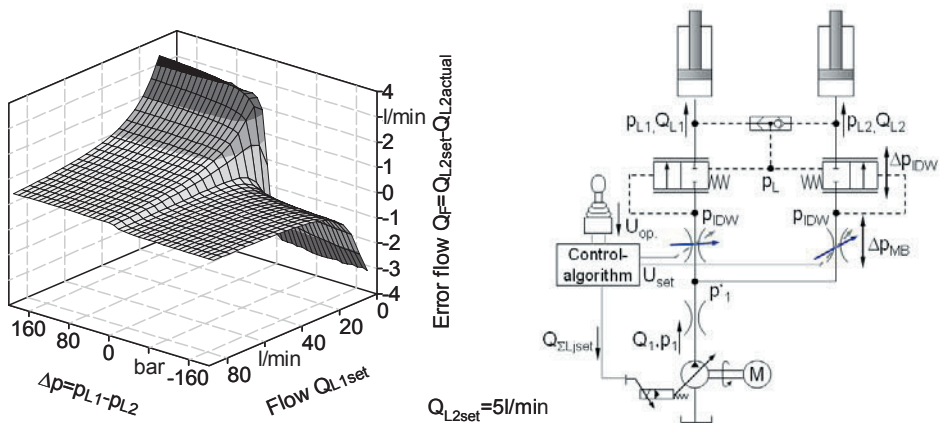 4
l/min
2
1
0
-1
-2
-3
-4
Error flow Q_F=Q_L2set-Q_L2actual
160
80
0
bar
-160
Δp=p_L1-p_L2
80
l/min
40
20
0
Flow Q_L1set
Q_L2set=5l/min
p_L1,Q_L1
p_L2,Q_L2
Δp_IDW
p_L
p_IDW
p_IDW
U_op.
Δp_MB
Control-
algorithm
U_set
p'_1
Q_ΣLjset
Q_1,p_1
M